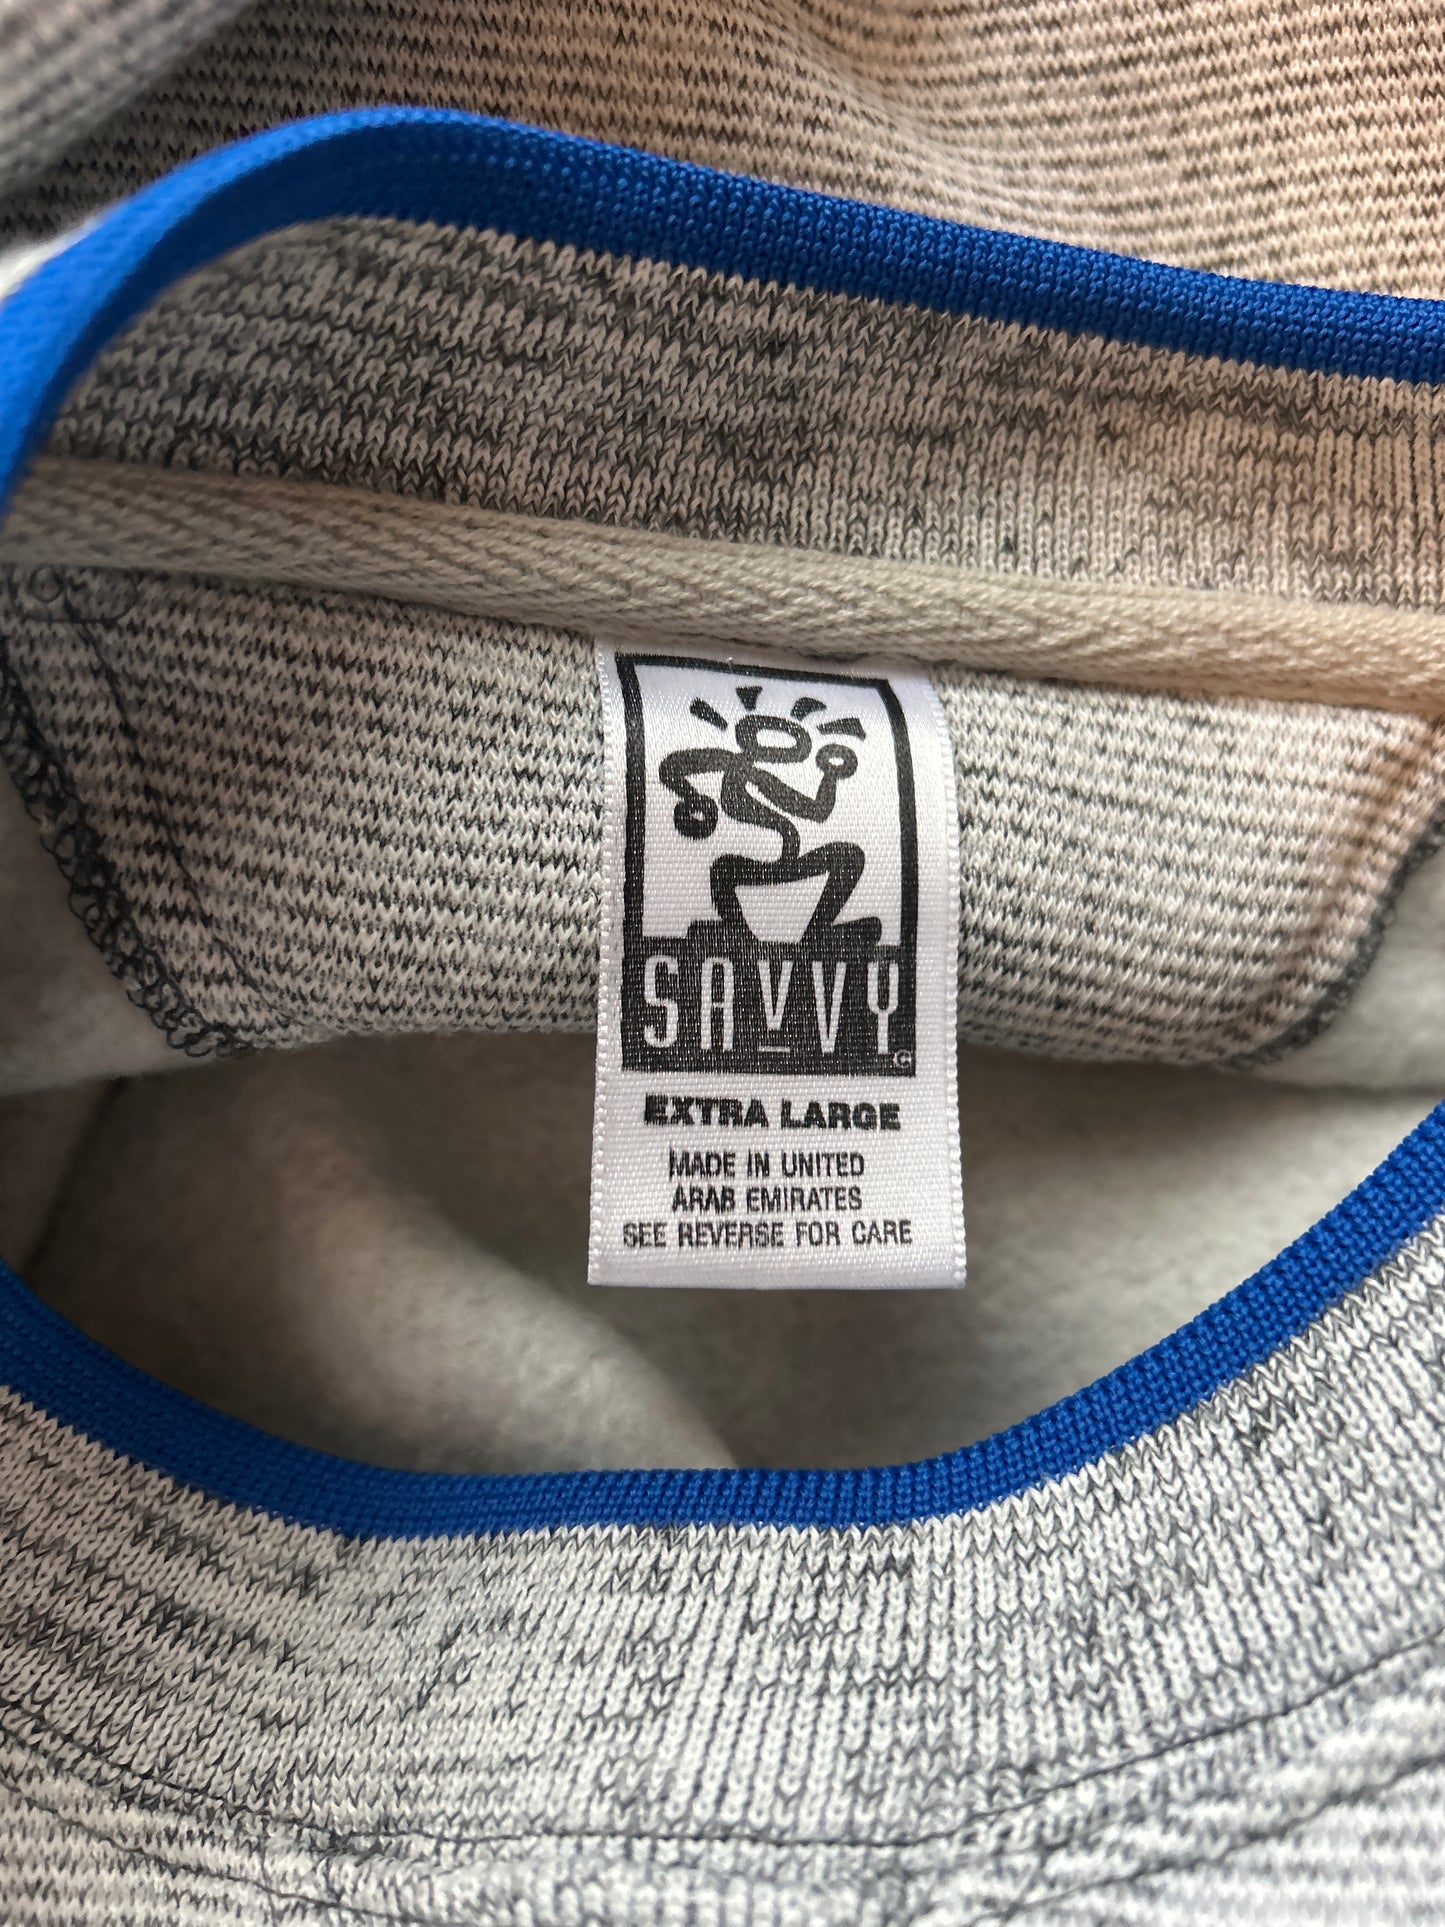 SAVVY
©
EXTRA LARGE
MADE IN UNITED
ARAB EMIRATES
SEE REVERSE FOR CARE